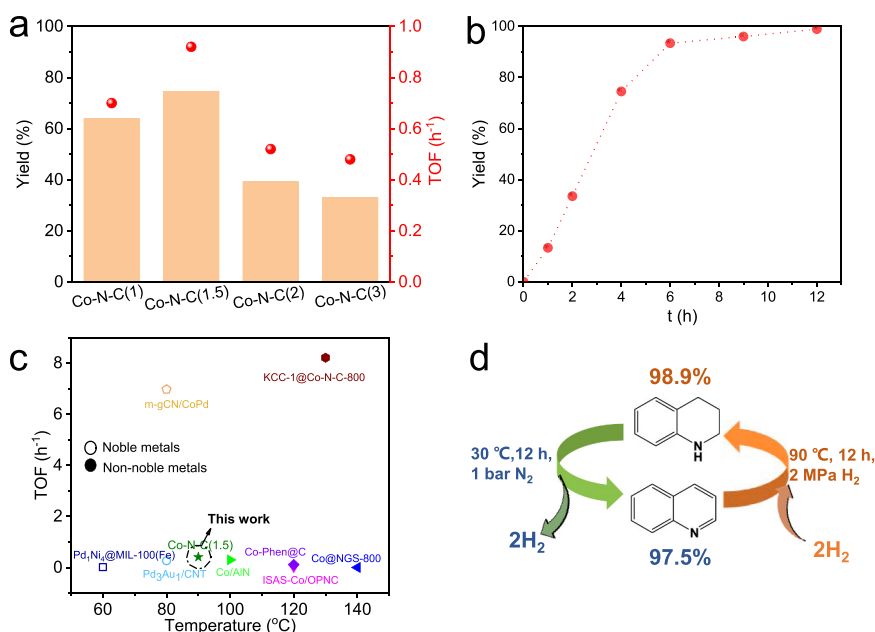 a
Yield (%)
100
80
60
40
20
0
1.0
0.8
0.6
0.4
0.2
0.0
TOF (h⁻¹)
Co-N-C(1) Co-N-C(1.5) Co-N-C(2) Co-N-C(3)
b
Yield (%)
100
80
60
40
20
0
0 2 4 6 8 10 12
t (h)
c
TOF (h⁻¹)
8
6
4
2
0
KCC-1@Co-N-C-800
m-gCN/CoPd
Noble metals
Non-noble metals
This work
Co-N-C(1.5)
Pd₁Ni₄@MIL-100(Fe)
Pd₃Au₁/CNT
Co/AlN
Co-Phen@C
ISAS-Co/OPNC
Co@NGS-800
60 80 100 120 140
Temperature (°C)
d
98.9%
N
H
30 ℃,12 h,
1 bar N₂
90 ℃, 12 h,
2 MPa H₂
N
2H₂
97.5%
2H₂